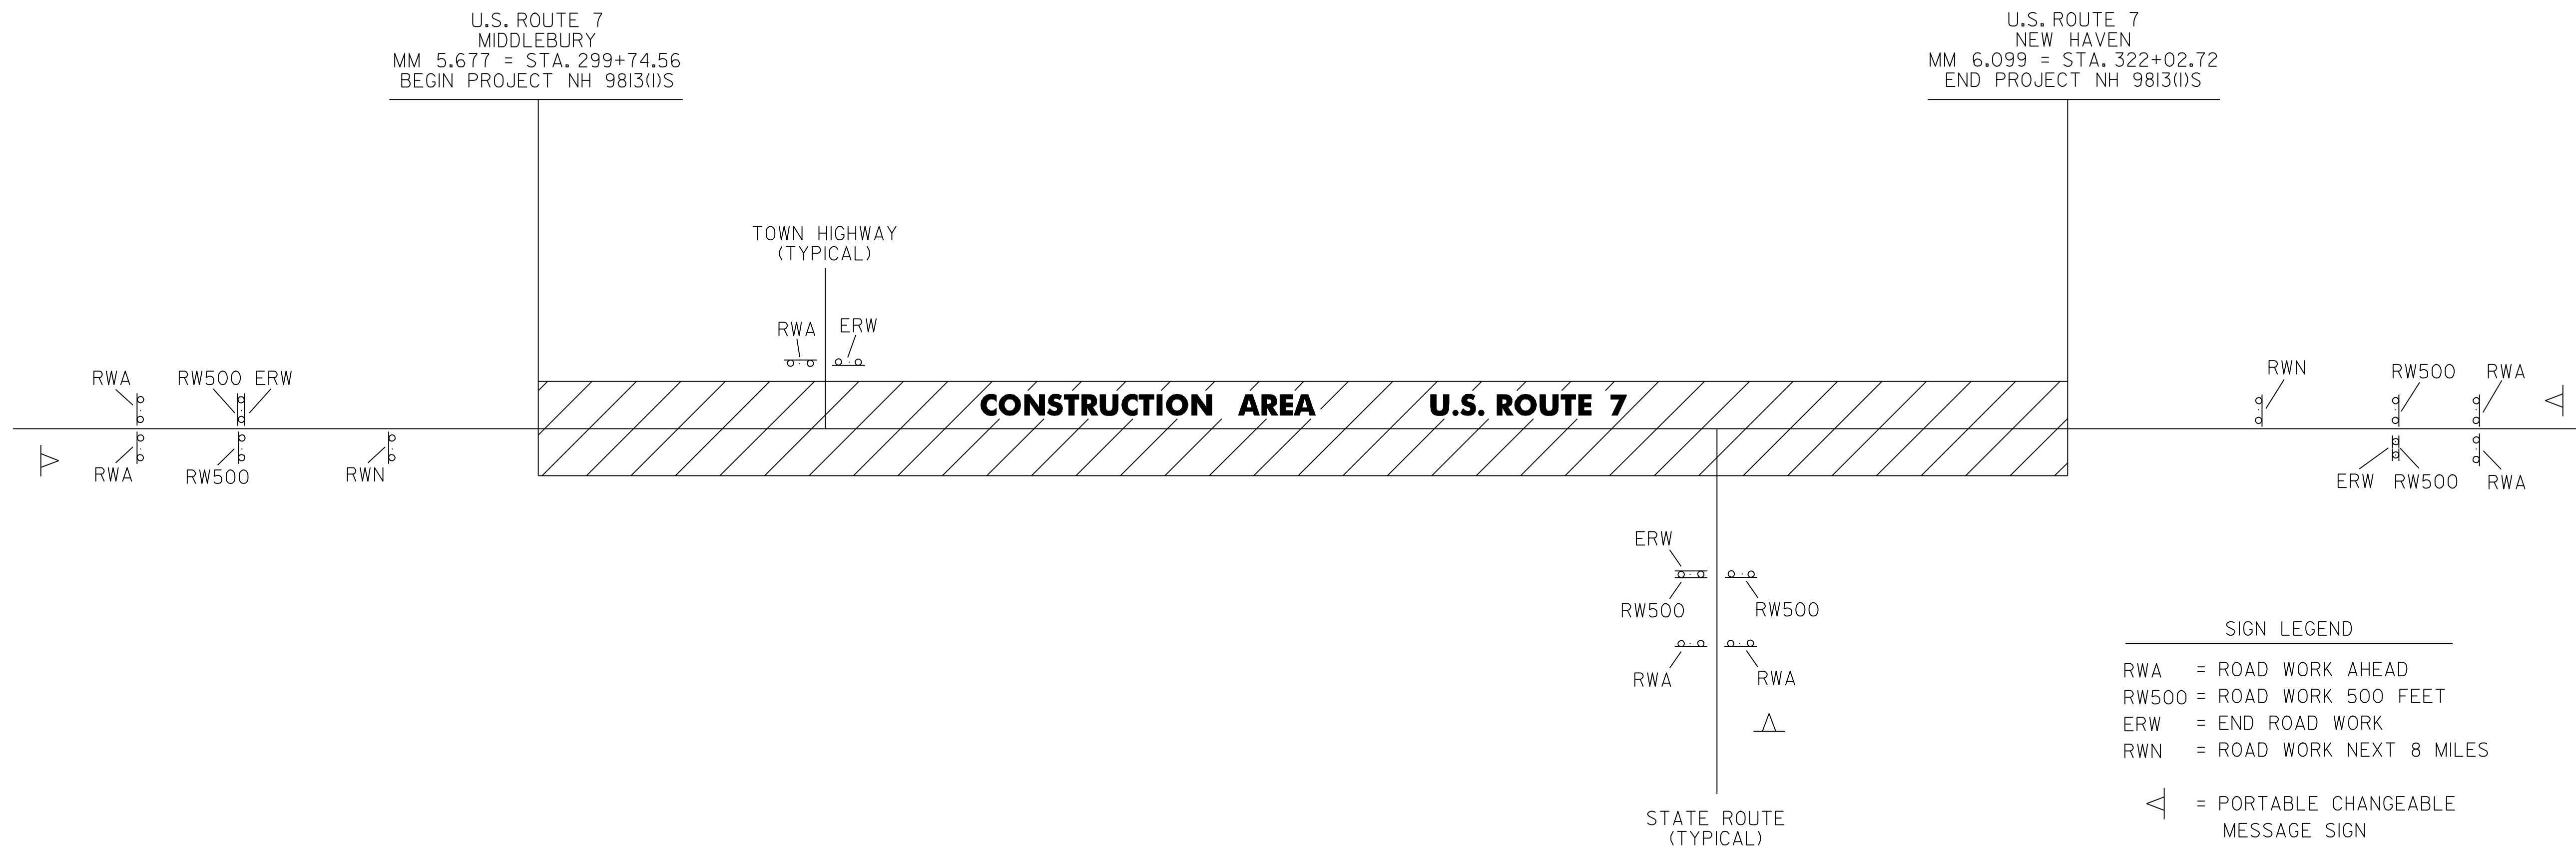 U.S. ROUTE 7
MIDDLEBURY
MM 5.677 = STA. 299+74.56
BEGIN PROJECT NH 9813(1)S
U.S. ROUTE 7
NEW HAVEN
MM 6.099 = STA. 322+02.72
END PROJECT NH 9813(1)S
TOWN HIGHWAY
(TYPICAL)
RWA
ERW
RWA
RW500 ERW
RWA
RW500
RWN
CONSTRUCTION AREA U.S. ROUTE 7
RWN
RW500
RWA
ERW RW500
RWA
ERW
RW500
RW500
RWA
RWA
STATE ROUTE
(TYPICAL)
SIGN LEGEND
RWA = ROAD WORK AHEAD
RW500 = ROAD WORK 500 FEET
ERW = END ROAD WORK
RWN = ROAD WORK NEXT 8 MILES
= PORTABLE CHANGEABLE
MESSAGE SIGN